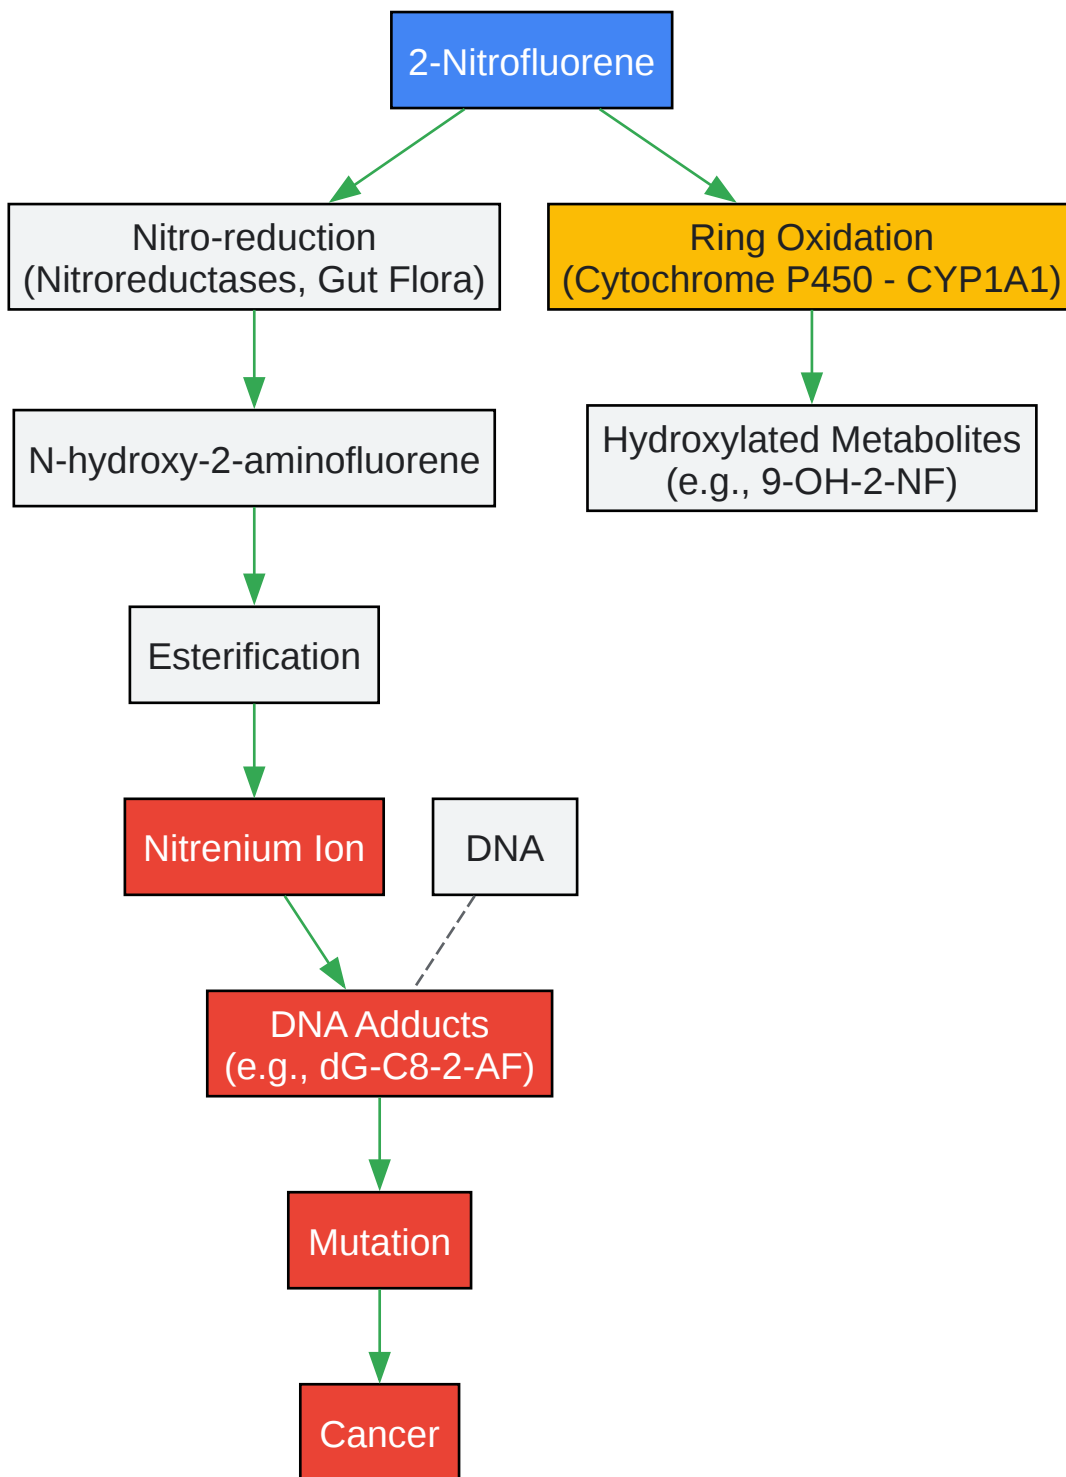 2-Nitrofluorene
Nitro-reduction
(Nitroreductases, Gut Flora)
Ring Oxidation
(Cytochrome P450 - CYP1A1)
N-hydroxy-2-aminofluorene
Hydroxylated Metabolites
(e.g., 9-OH-2-NF)
Esterification
Nitrenium Ion
DNA
DNA Adducts
(e.g., dG-C8-2-AF)
Mutation
Cancer